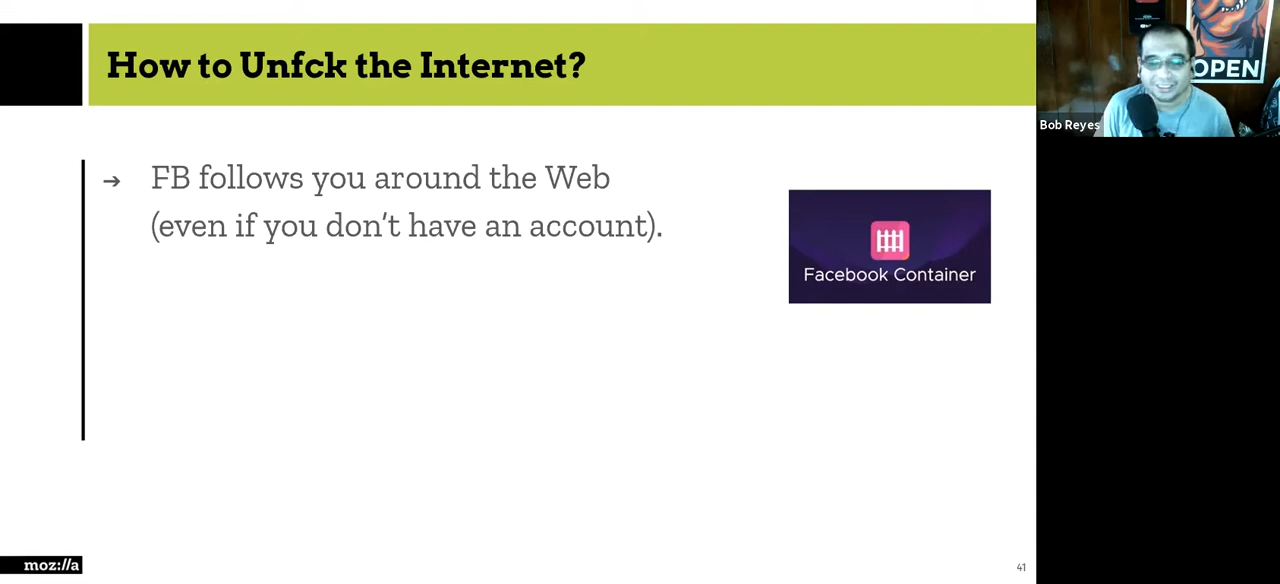 How to Unfck the Internet?
OPEN
Bob Reyes
➔ FB follows you around the Web
(even if you don't have an account).
Facebook Container
moz://a
41